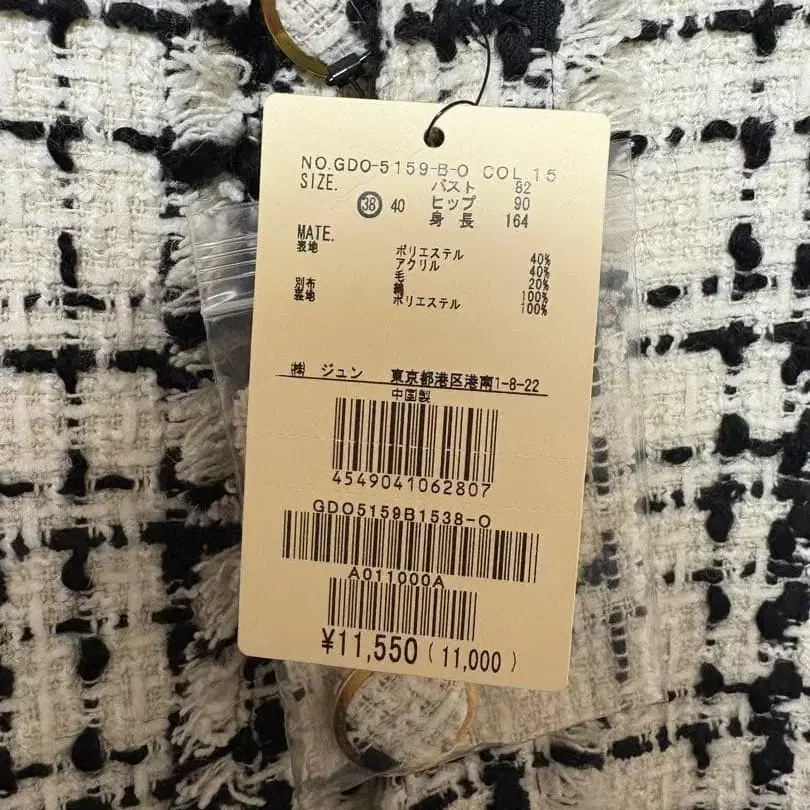 NO.GDO-5159-B-O COL.15
SIZE. バスト 82
38 40 ヒップ 90
身長 164
MATE.
表地 ポリエステル 40%
アクリル 40%
毛 20%
別布 綿 100%
裏地 ポリエステル 100%
㈱ ジュン 東京都港区港南1-8-22
中国製
4549041062807
GDO5159B1538-O
A011000A
¥11,550 (11,000)